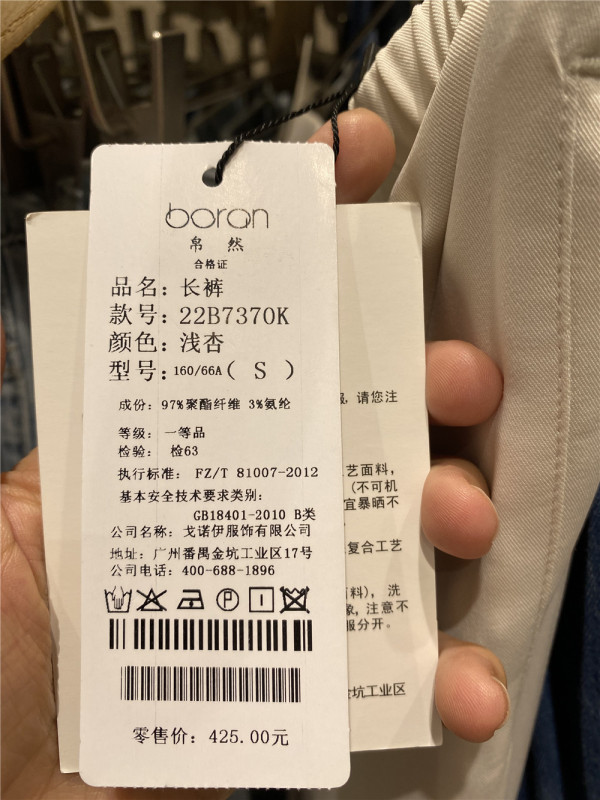 boran
帛 然
合格证
品名：长裤
款号：22B7370K
颜色：浅杏
型号：160/66A（ S ）
成份：97%聚酯纤维 3%氨纶
等级： 一等品
检验： 检63
执行标准： FZ/T 81007-2012
基本安全技术要求类别：
GB18401-2010 B类
公司名称：戈诺伊服饰有限公司
地址：广州番禺金坑工业区17号
公司电话：400-688-1896
P
零售价：425.00元
，请您注
艺面料，
（不可机
宜暴晒不
复合工艺
料），洗
象，注意不
服分开。
金坑工业区